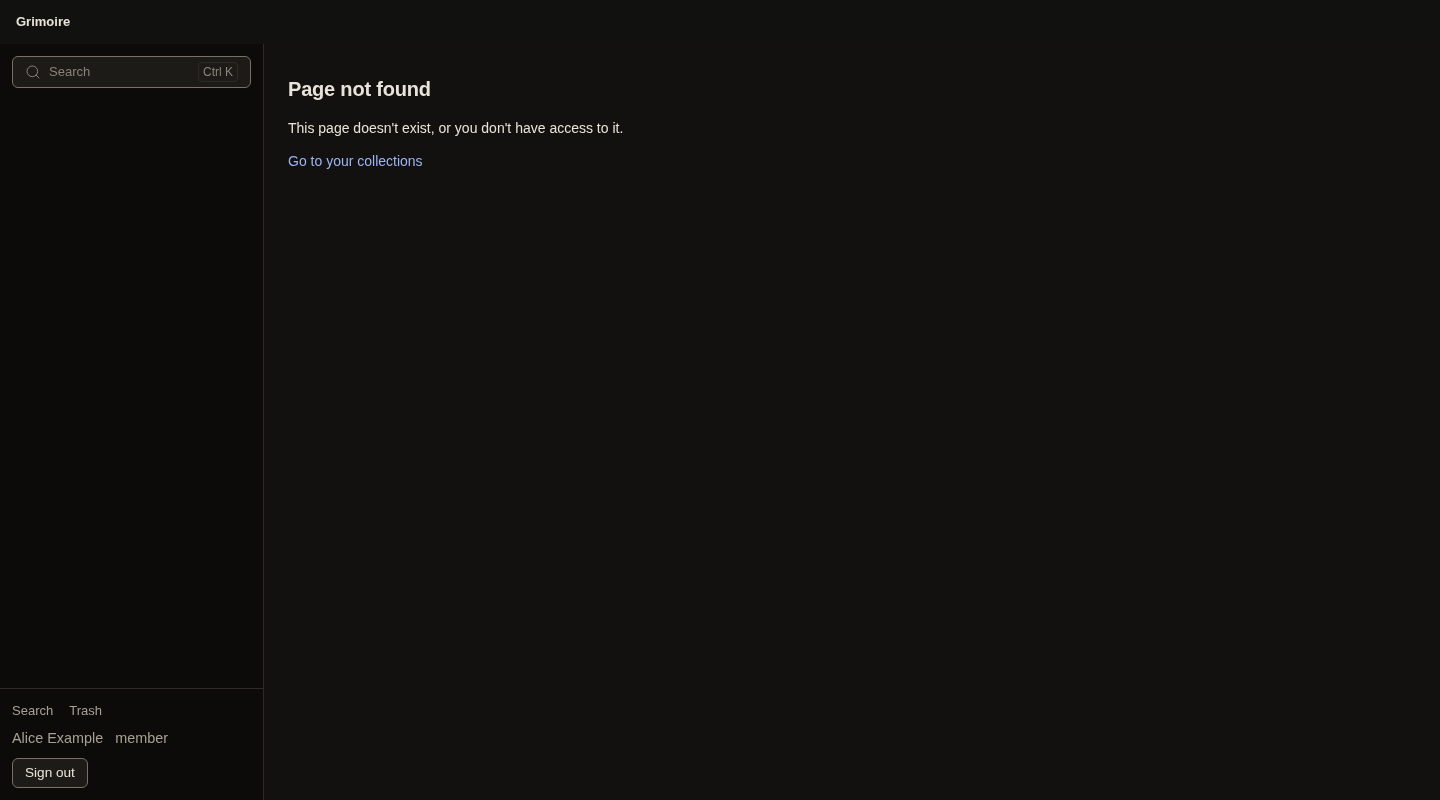 Grimoire
Search Ctrl K
Page not found
This page doesn't exist, or you don't have access to it.
Go to your collections
Search Trash
Alice Example member
Sign out